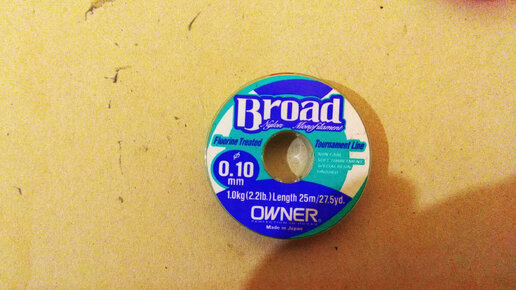 Broad
Nylon Monofilament
Fluorine Treated
Tournament Line
Ø
0.10
mm
1.0kg(2.2lb.) Length 25m/27.5yd.
OWNER®
Made in Japan